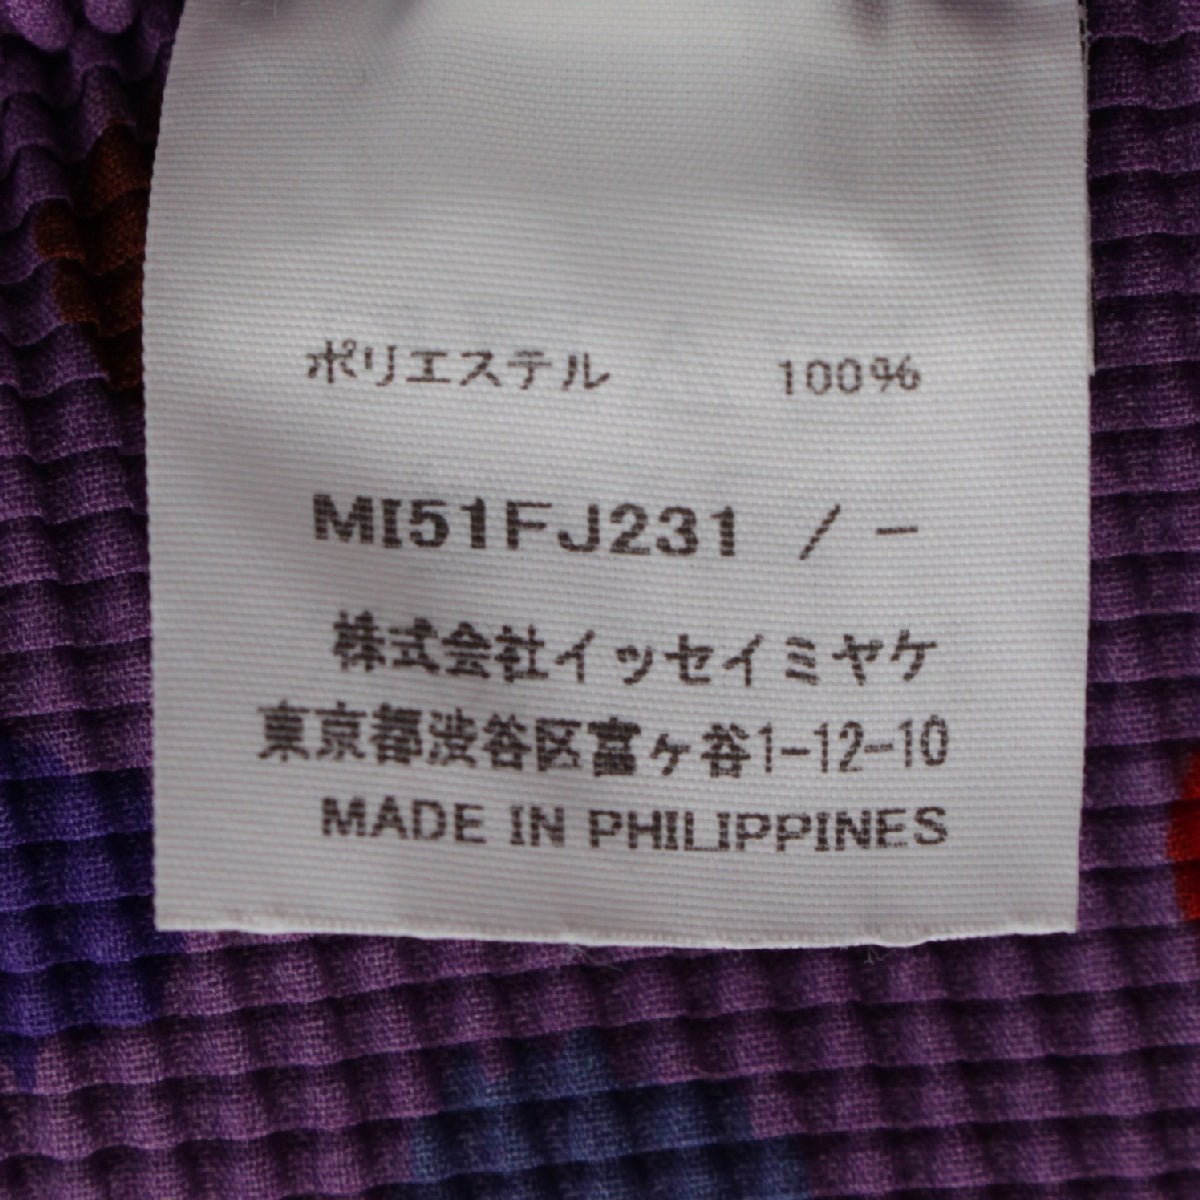 ポリエステル 100%
MI51FJ231 / －
株式会社イッセイミヤケ
東京都渋谷区富ヶ谷1-12-10
MADE IN PHILIPPINES